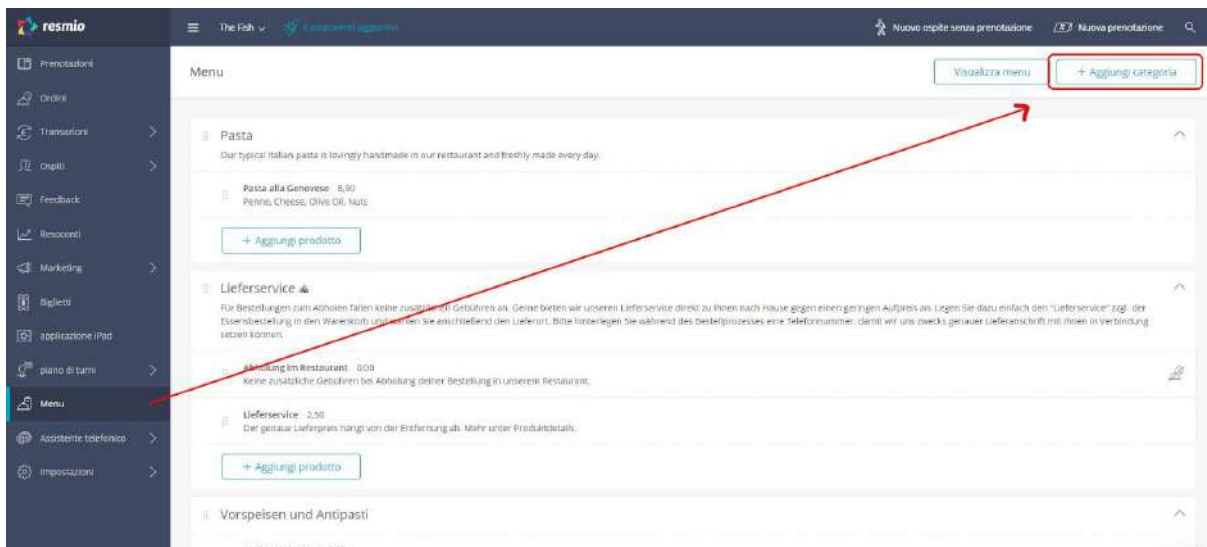 resmio
The Fish
Componenti aggiuntivi
Nuovo ospite senza prenotazione
Nuova prenotazione
Prenotazioni
Ordini
Transazioni
Ospiti
Feedback
Resoconti
Marketing
Biglietti
applicazione iPad
piano di turni
Menu
Assistente telefonico
Impostazioni
Menu
Visualizza menu
+ Aggiungi categoria
Pasta
Our typical Italian pasta is lovingly handmade in our restaurant and freshly made every day.
Pasta alla Genovese 8,90
Penne, Cheese, Olive Oil, Nuts
+ Aggiungi prodotto
Lieferservice
Für Bestellungen zum Abholen fallen keine zusätzlichen Gebühren an. Gerne bieten wir unseren Lieferservice direkt zu Ihnen nach Hause gegen einen geringen Aufpreis an. Legen Sie dazu einfach den "Lieferservice" zzgl. der
Essensbestellung in den Warenkorb und wählen Sie anschließend den Lieferort. Bitte hinterlegen Sie während des Bestellprozesses eine Telefonnummer, damit wir uns zwecks genauer Lieferanschrift mit Ihnen in Verbindung
setzen können.
Abholung im Restaurant 0,00
Keine zusätzliche Gebühren bei Abholung deiner Bestellung in unserem Restaurant.
Lieferservice 2,50
Der genaue Lieferpreis hängt von der Entfernung ab. Mehr unter Produktdetails.
+ Aggiungi prodotto
Vorspeisen und Antipasti